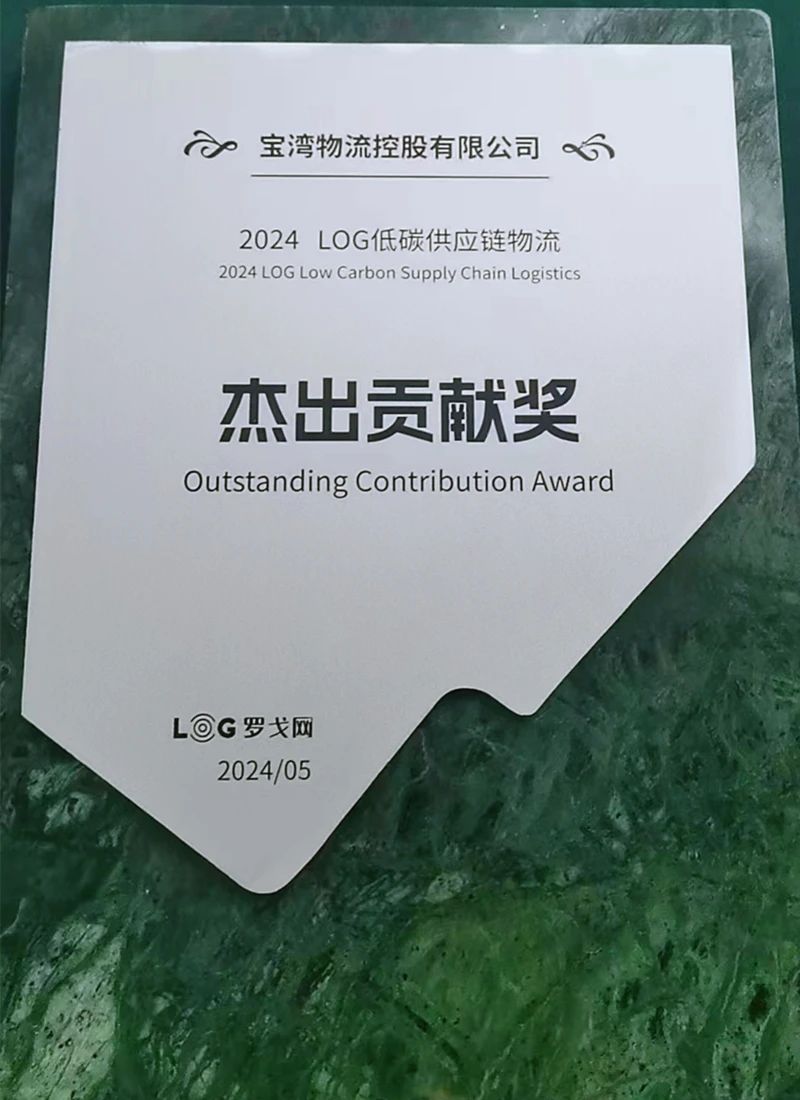 宝湾物流控股有限公司
2024 LOG低碳供应链物流
2024 LOG Low Carbon Supply Chain Logistics
杰出贡献奖
Outstanding Contribution Award
LOG 罗戈网
2024/05